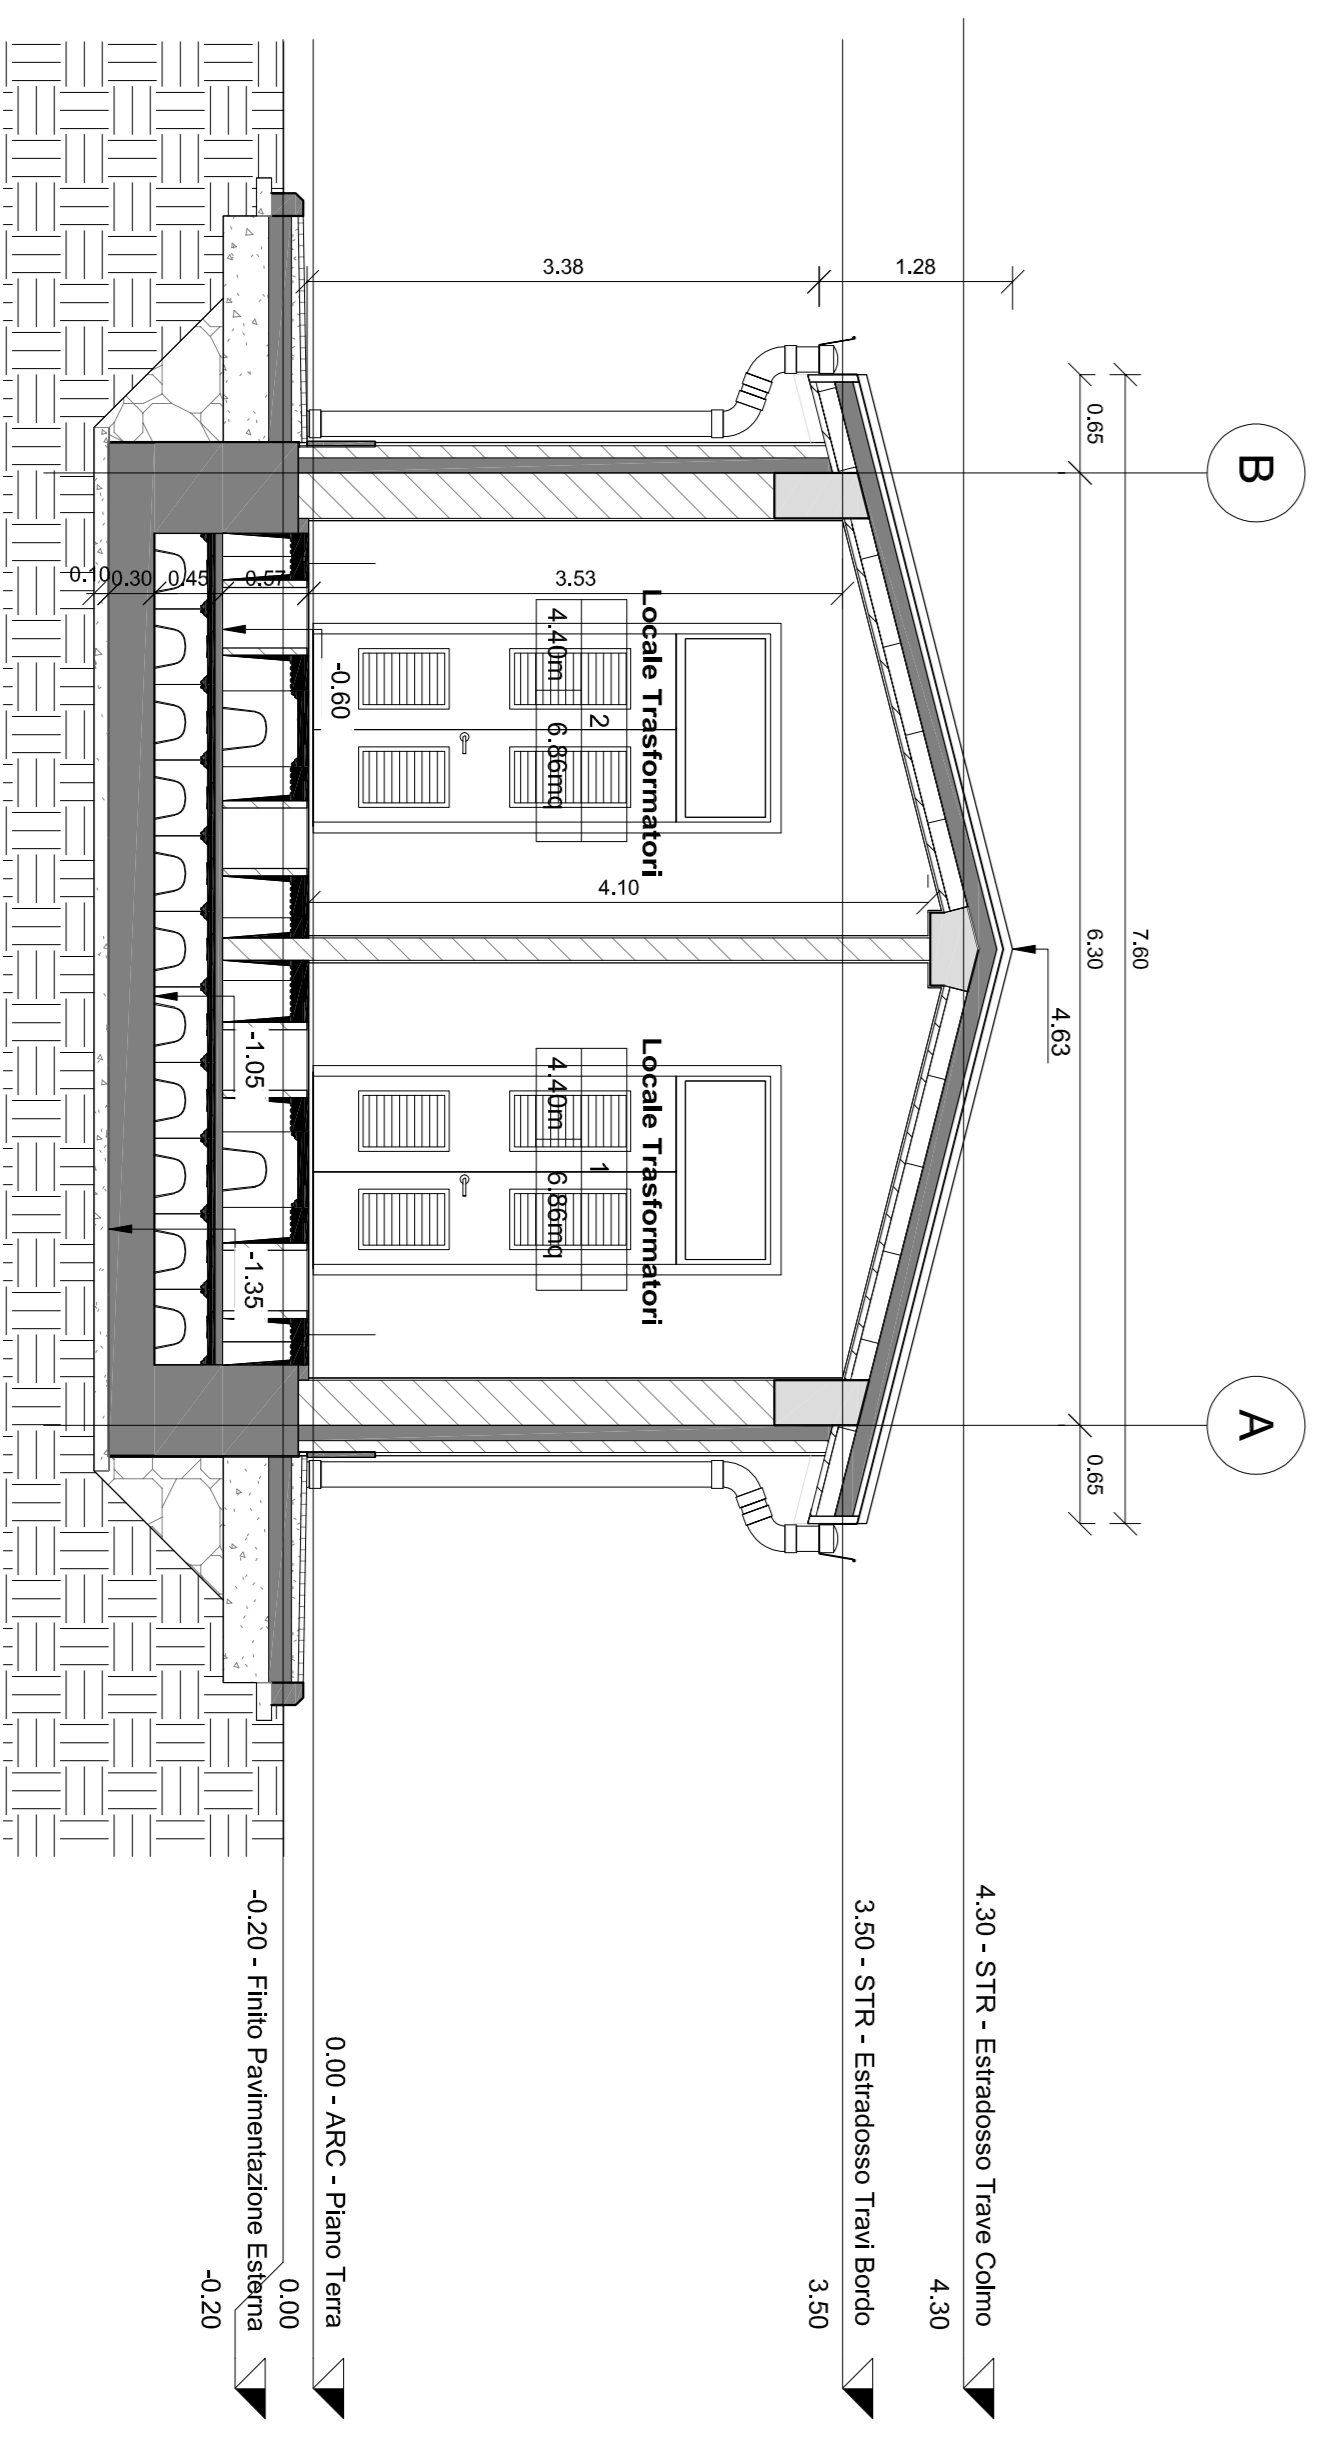 B
A
7.60
0.65
6.30
0.65
4.63
1.28
3.38
4.30 - STR - Estradosso Trave Colmo
4.30
3.50 - STR - Estradosso Travi Bordo
3.50
Locale Trasformatori
2
4.40m 6.86mq
Locale Trasformatori
1
4.40m 6.86mq
4.10
3.53
0.00 - ARC - Piano Terra
0.00
-0.20 - Finito Pavimentazione Esterna
-0.20
-0.60
-1.05
-1.35
0.57
0.45
0.30
0.10